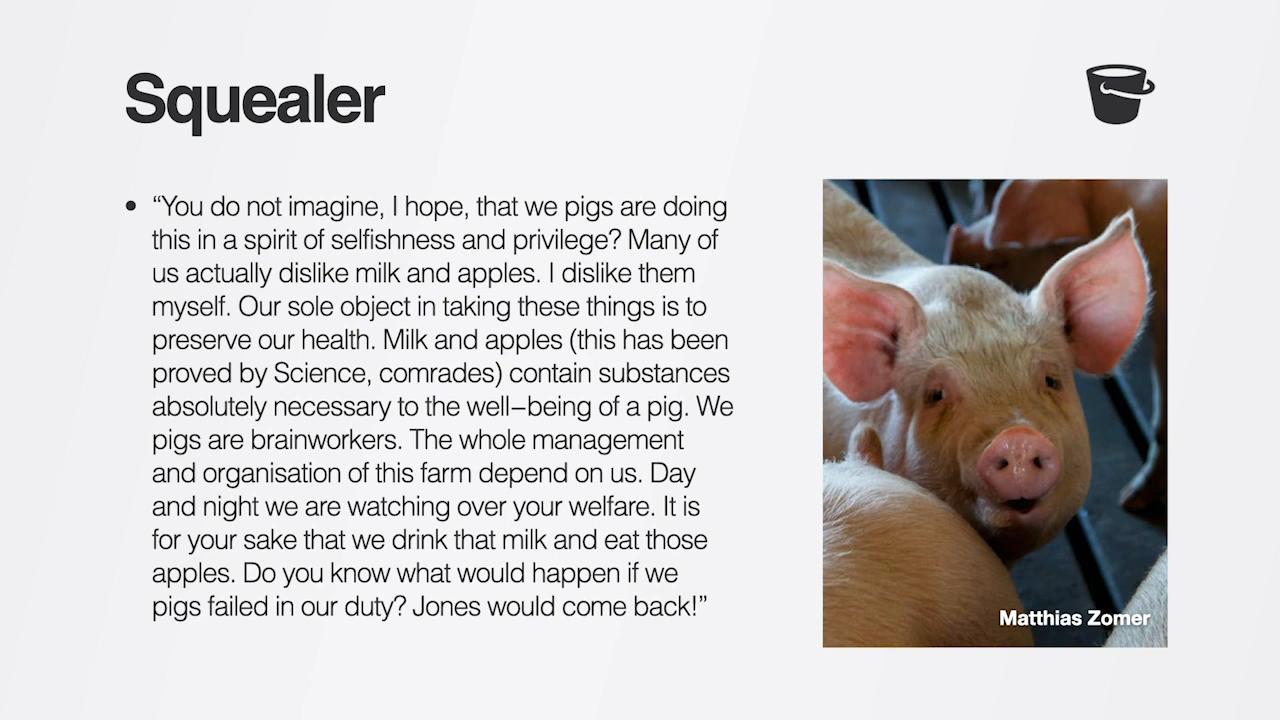 Squealer
• “You do not imagine, I hope, that we pigs are doing
this in a spirit of selfishness and privilege? Many of
us actually dislike milk and apples. I dislike them
myself. Our sole object in taking these things is to
preserve our health. Milk and apples (this has been
proved by Science, comrades) contain substances
absolutely necessary to the well–being of a pig. We
pigs are brainworkers. The whole management
and organisation of this farm depend on us. Day
and night we are watching over your welfare. It is
for your sake that we drink that milk and eat those
apples. Do you know what would happen if we
pigs failed in our duty? Jones would come back!”
Matthias Zomer